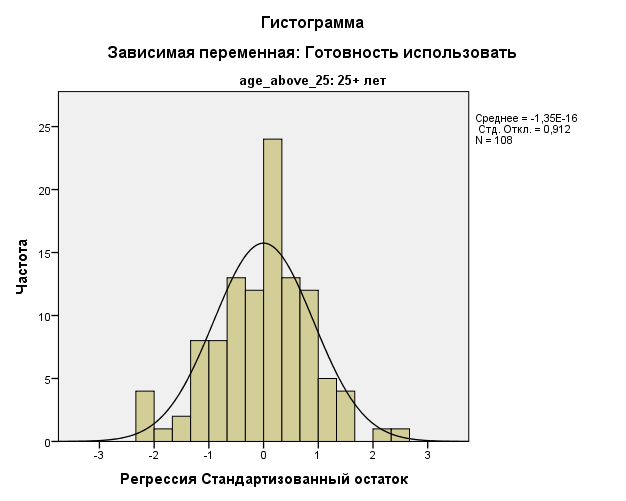 Гистограмма
Зависимая переменная: Готовность использовать
age_above_25: 25+ лет
Среднее = -1,35E-16
Стд. Откл. = 0,912
N = 108
Частота
25
20
15
10
5
0
-3 -2 -1 0 1 2 3
Регрессия Стандартизованный остаток